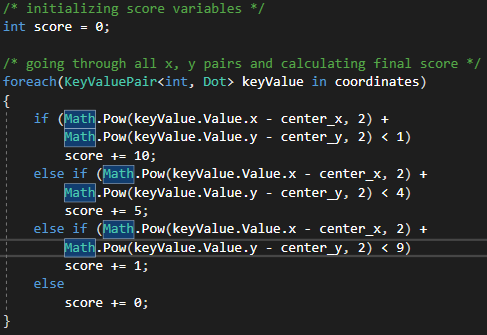 /* initializing score variables */
int score = 0;
/* going through all x, y pairs and calculating final score */
foreach(KeyValuePair<int, Dot> keyValue in coordinates)
{
if (Math.Pow(keyValue.Value.x - center_x, 2) +
Math.Pow(keyValue.Value.y - center_y, 2) < 1)
score += 10;
else if (Math.Pow(keyValue.Value.x - center_x, 2) +
Math.Pow(keyValue.Value.y - center_y, 2) < 4)
score += 5;
else if (Math.Pow(keyValue.Value.x - center_x, 2) +
Math.Pow(keyValue.Value.y - center_y, 2) < 9)
score += 1;
else
score += 0;
}